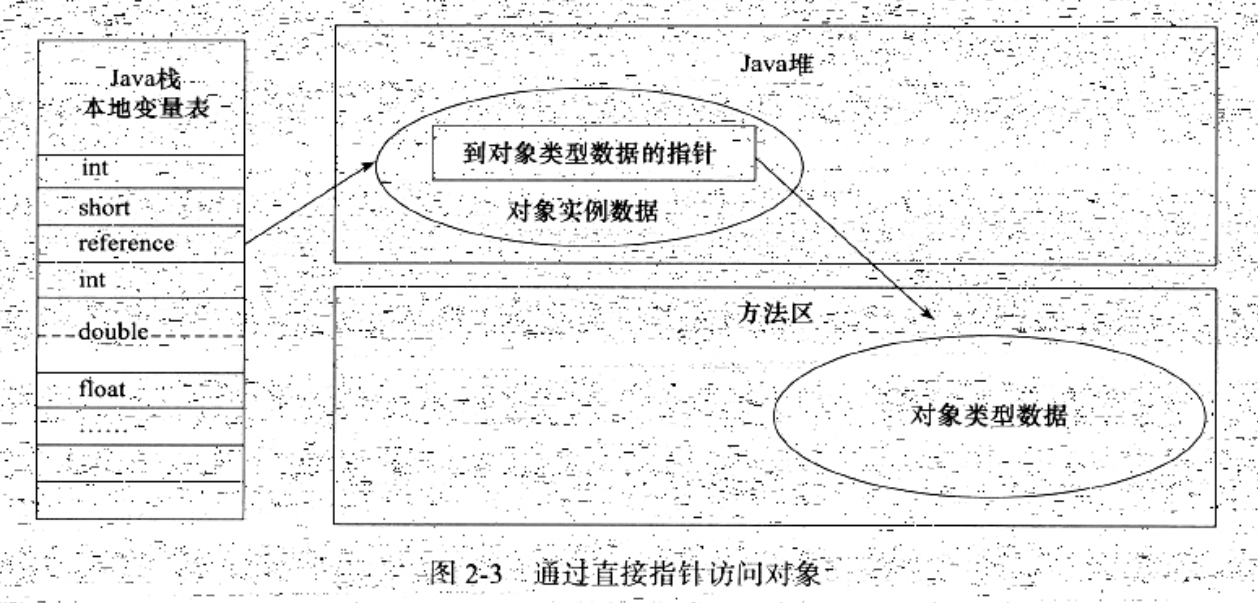 Java栈
本地变量表
int
short
reference
int
double
float
……
Java堆
到对象类型数据的指针
对象实例数据
方法区
对象类型数据
图 2-3 通过直接指针访问对象